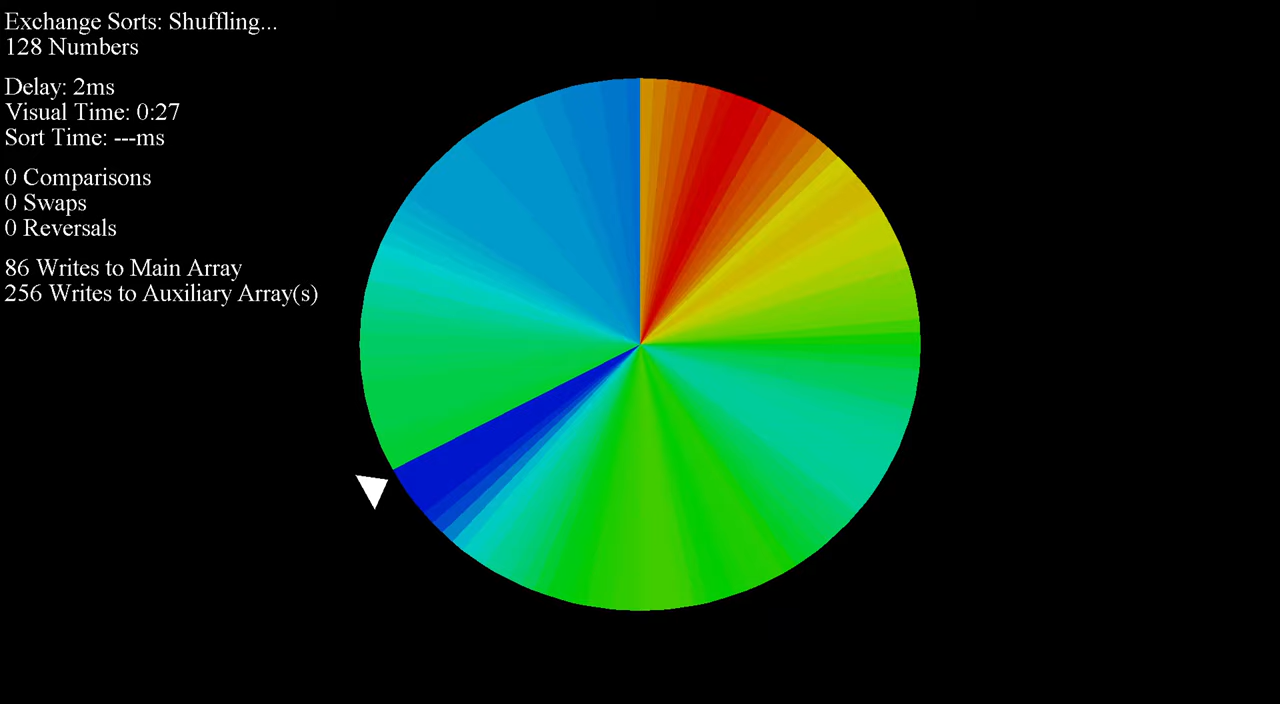 Exchange Sorts: Shuffling...
128 Numbers
Delay: 2ms
Visual Time: 0:27
Sort Time: ---ms
0 Comparisons
0 Swaps
0 Reversals
86 Writes to Main Array
256 Writes to Auxiliary Array(s)